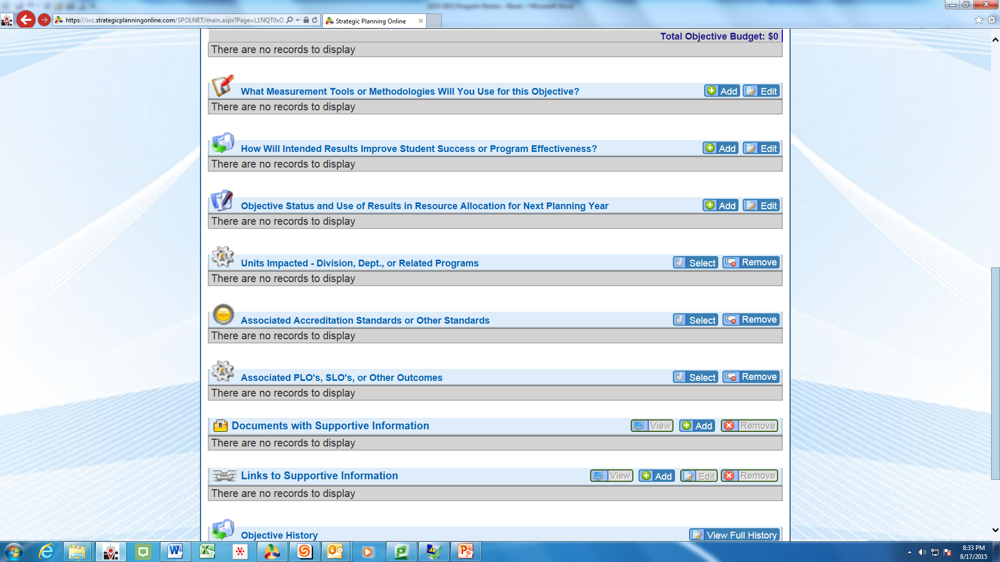 2013-2015 Program Review - Blank - Microsoft Word
https://ivc.strategicplanningonline.com/SPOLNET/main.aspx?Page=L1NQT0xO
Strategic Planning Online
Total Objective Budget: $0
There are no records to display
What Measurement Tools or Methodologies Will You Use for this Objective? Add Edit
There are no records to display
How Will Intended Results Improve Student Success or Program Effectiveness? Add Edit
There are no records to display
Objective Status and Use of Results in Resource Allocation for Next Planning Year Add Edit
There are no records to display
Units Impacted - Division, Dept., or Related Programs Select Remove
There are no records to display
Associated Accreditation Standards or Other Standards Select Remove
There are no records to display
Associated PLO's, SLO's, or Other Outcomes Select Remove
There are no records to display
Documents with Supportive Information View Add Remove
There are no records to display
Links to Supportive Information View Add Edit Remove
There are no records to display
Objective History View Full History
8:33 PM
8/17/2015